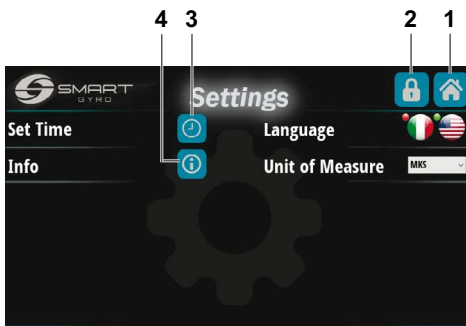 4 3 2 1
SMART
GYRO
Settings
Set Time
Language
Info
Unit of Measure
MKS